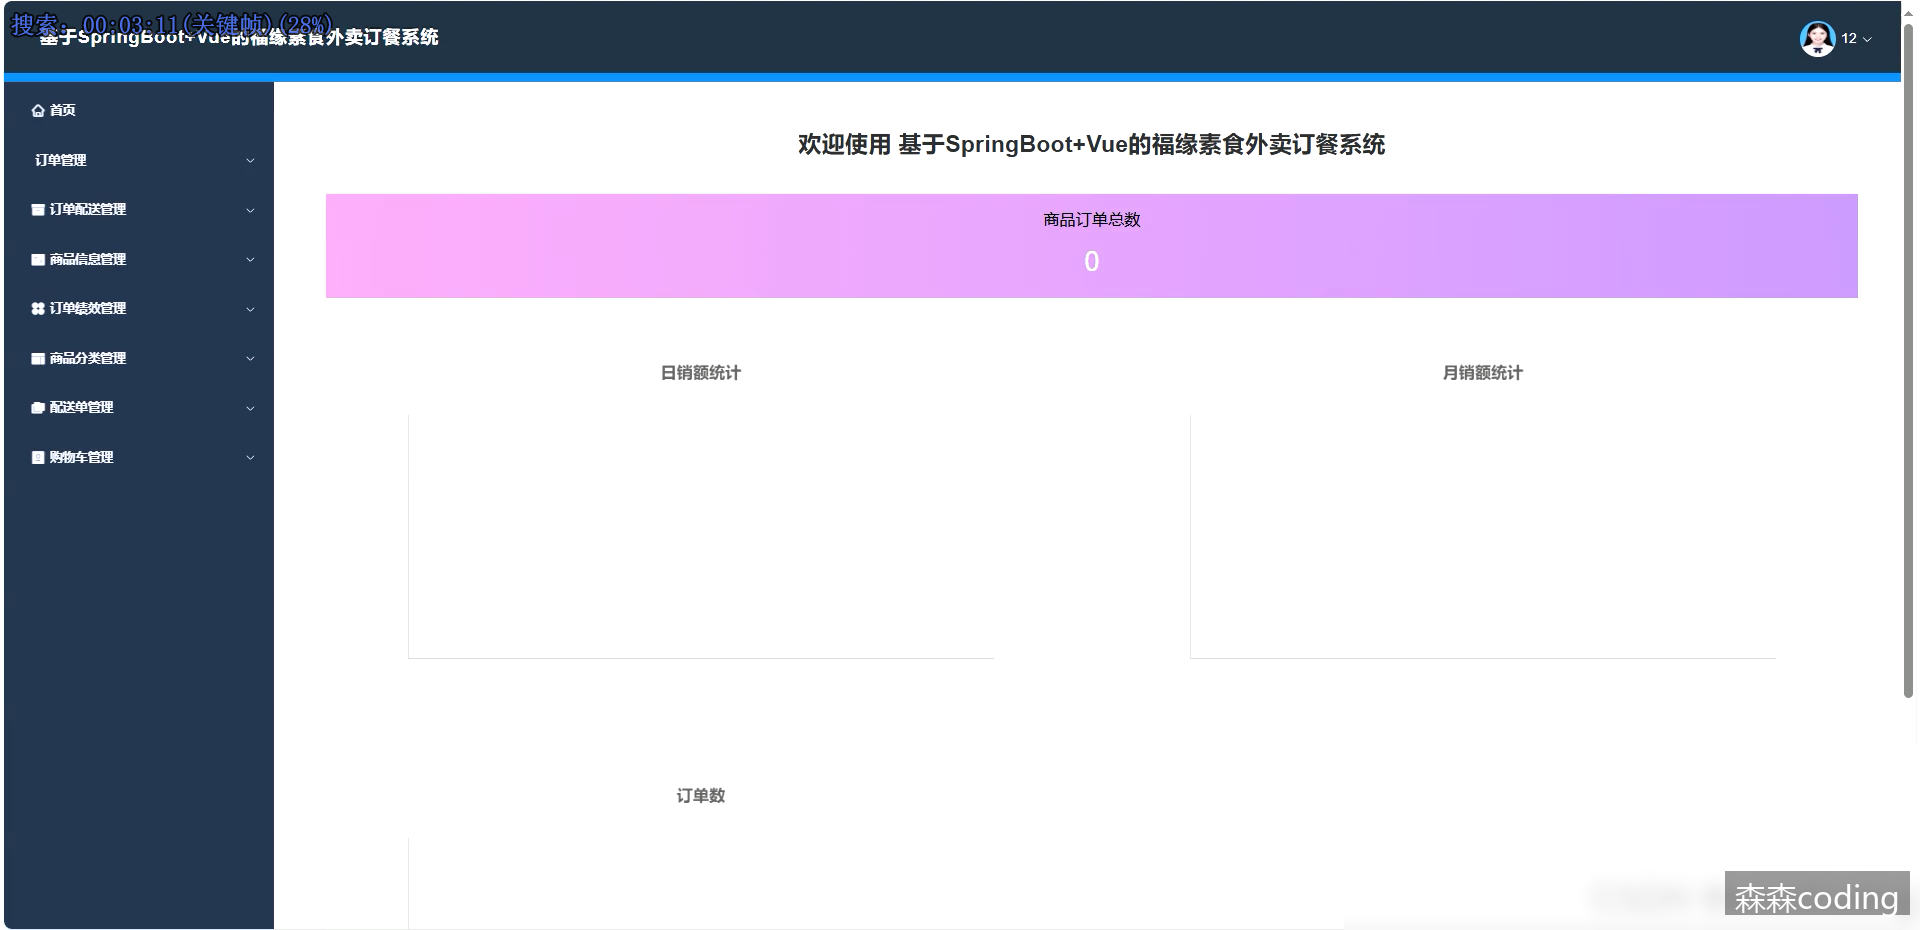 搜索: 00:03:11(关键帧)(28%)
基于SpringBoot+Vue的福缘素食外卖订餐系统
12
首页
订单管理
订单配送管理
商品信息管理
订单绩效管理
商品分类管理
配送单管理
购物车管理
欢迎使用 基于SpringBoot+Vue的福缘素食外卖订餐系统
商品订单总数
0
日销额统计
月销额统计
订单数
森森coding